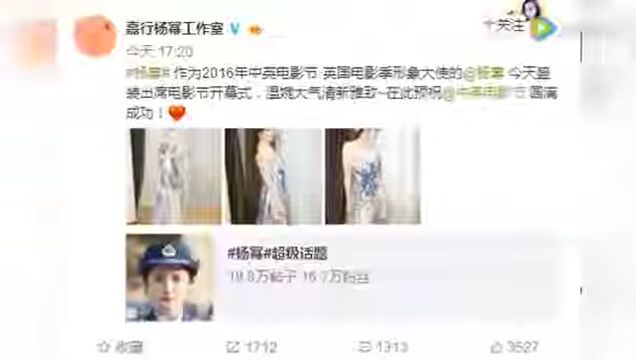 嘉行杨幂工作室
+关注
今天 17:20
#杨幂# 作为2016年中英电影节 英国电影季形象大使的@杨幂 今天盛
装出席电影节开幕式，温婉大气清新雅致~在此预祝@中英电影节 圆满
成功！
#杨幂#超级话题
19.8万帖子 16.7万粉丝
收藏
1712
1313
3527